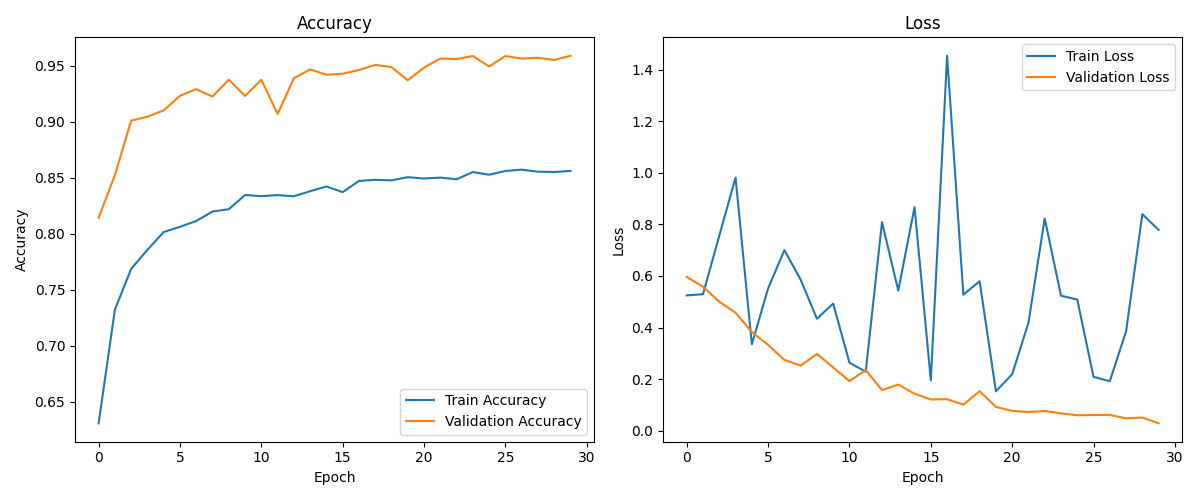 Accuracy
Accuracy
0.95
0.90
0.85
0.80
0.75
0.70
0.65
Train Accuracy
Validation Accuracy
0 5 10 15 20 25 30
Epoch
Loss
Loss
1.4
1.2
1.0
0.8
0.6
0.4
0.2
0.0
Train Loss
Validation Loss
0 5 10 15 20 25 30
Epoch